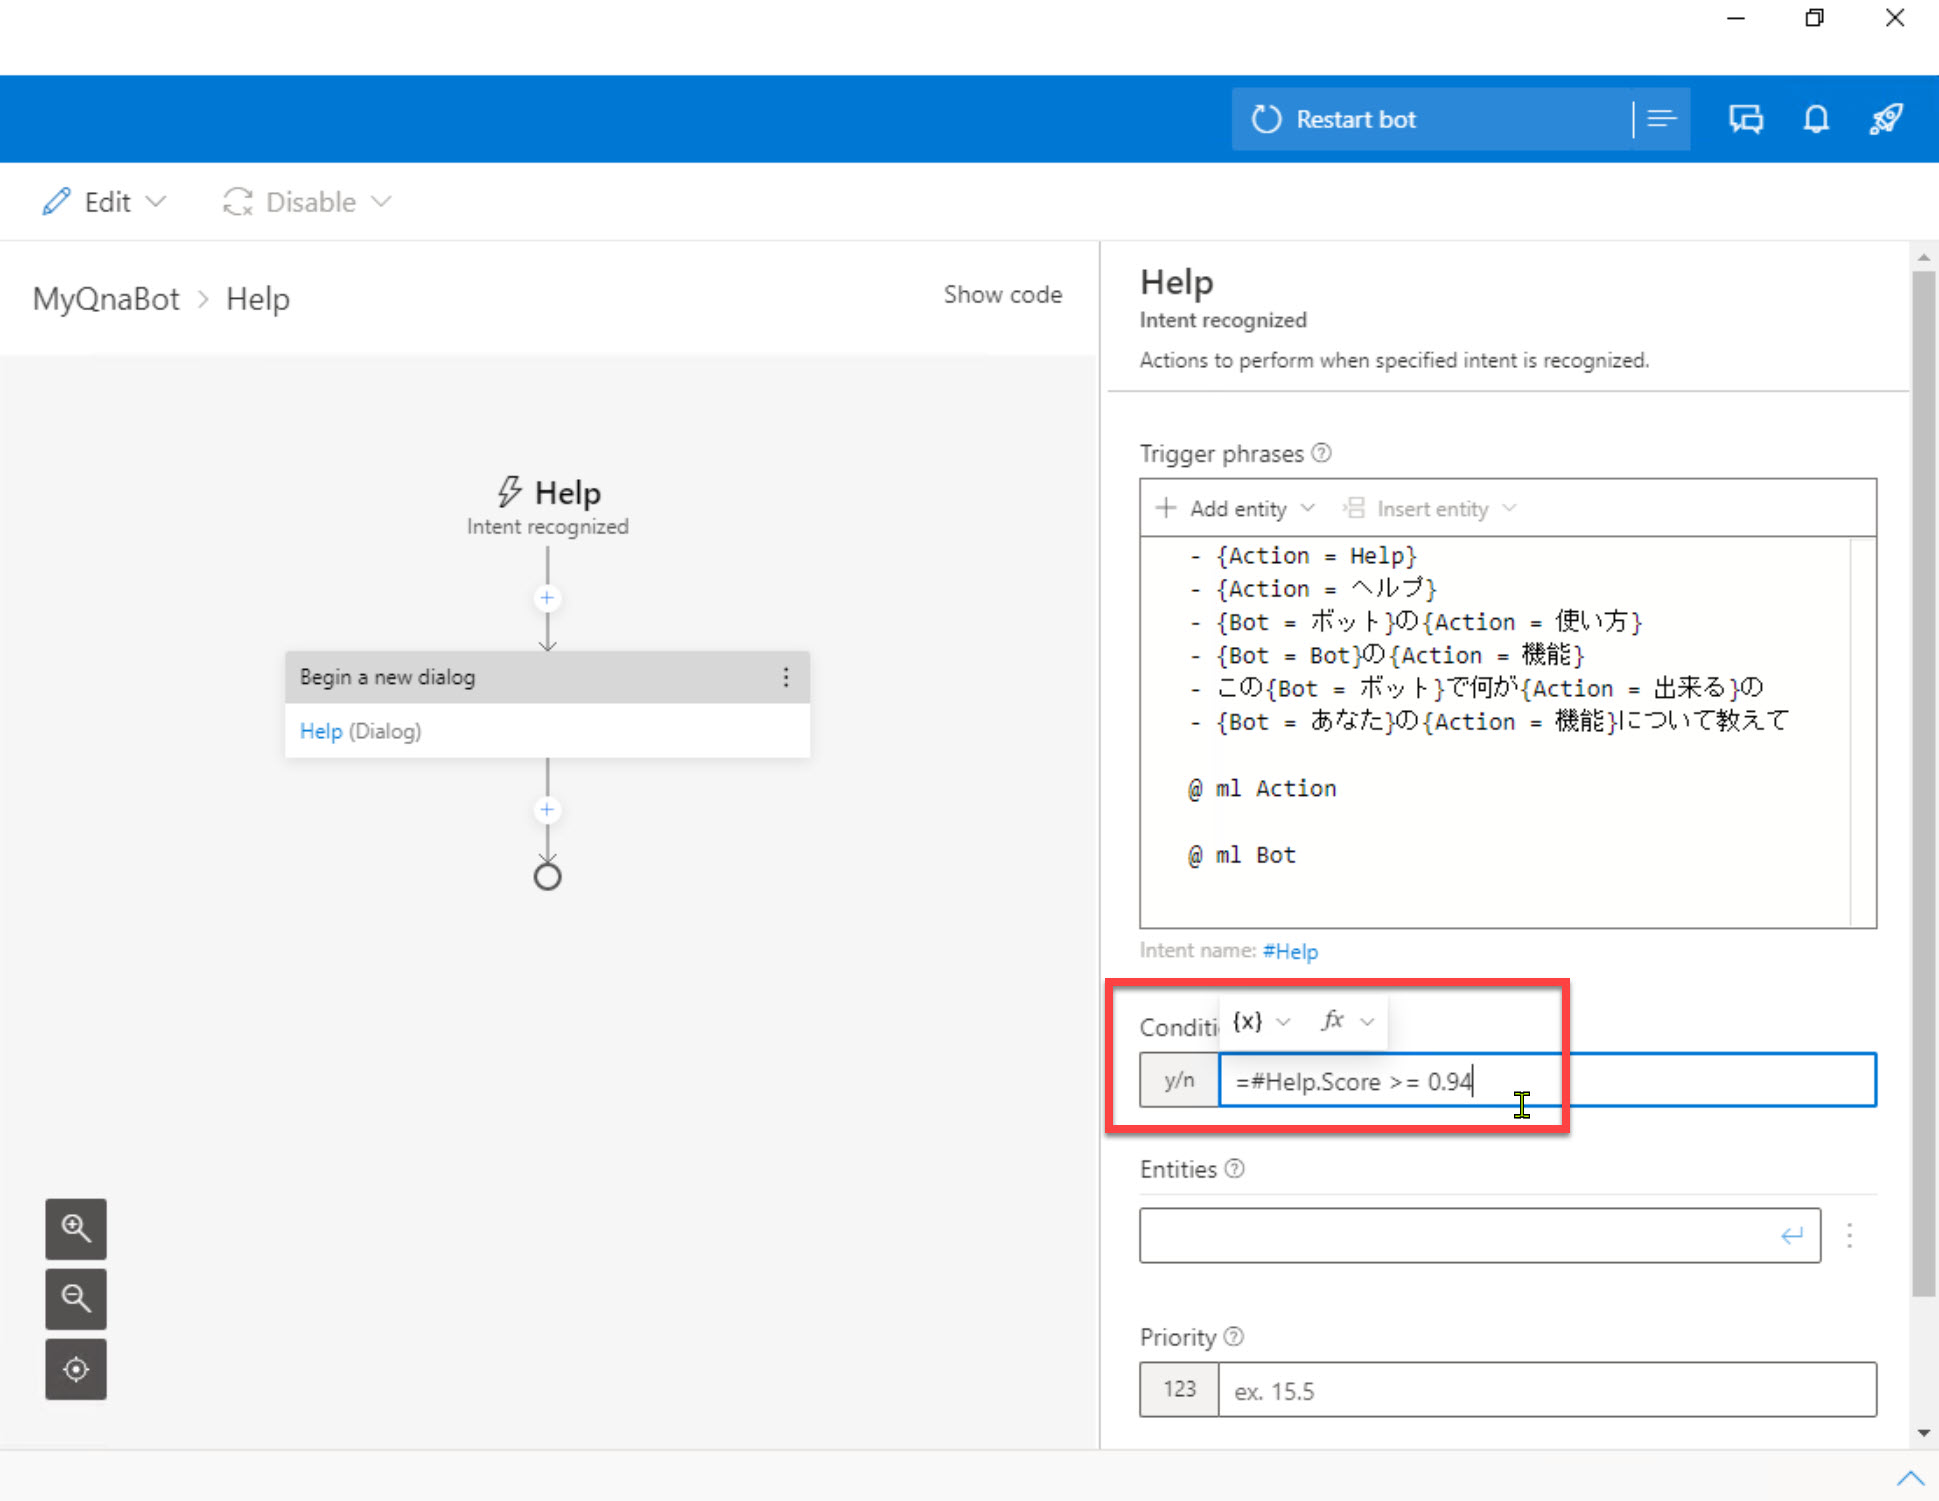 Restart bot
Edit
Disable
MyQnaBot > Help
Show code
Help
Intent recognized
Begin a new dialog
Help (Dialog)
Help
Intent recognized
Actions to perform when specified intent is recognized.
Trigger phrases
Add entity
Insert entity
- {Action = Help}
- {Action = ヘルプ}
- {Bot = ボット}の{Action = 使い方}
- {Bot = Bot}の{Action = 機能}
- この{Bot = ボット}で何が{Action = 出来る}の
- {Bot = あなた}の{Action = 機能}について教えて
@ ml Action
@ ml Bot
Intent name: #Help
Conditi
{x}
fx
y/n
=#Help.Score >= 0.94
Entities
Priority
123
ex. 15.5